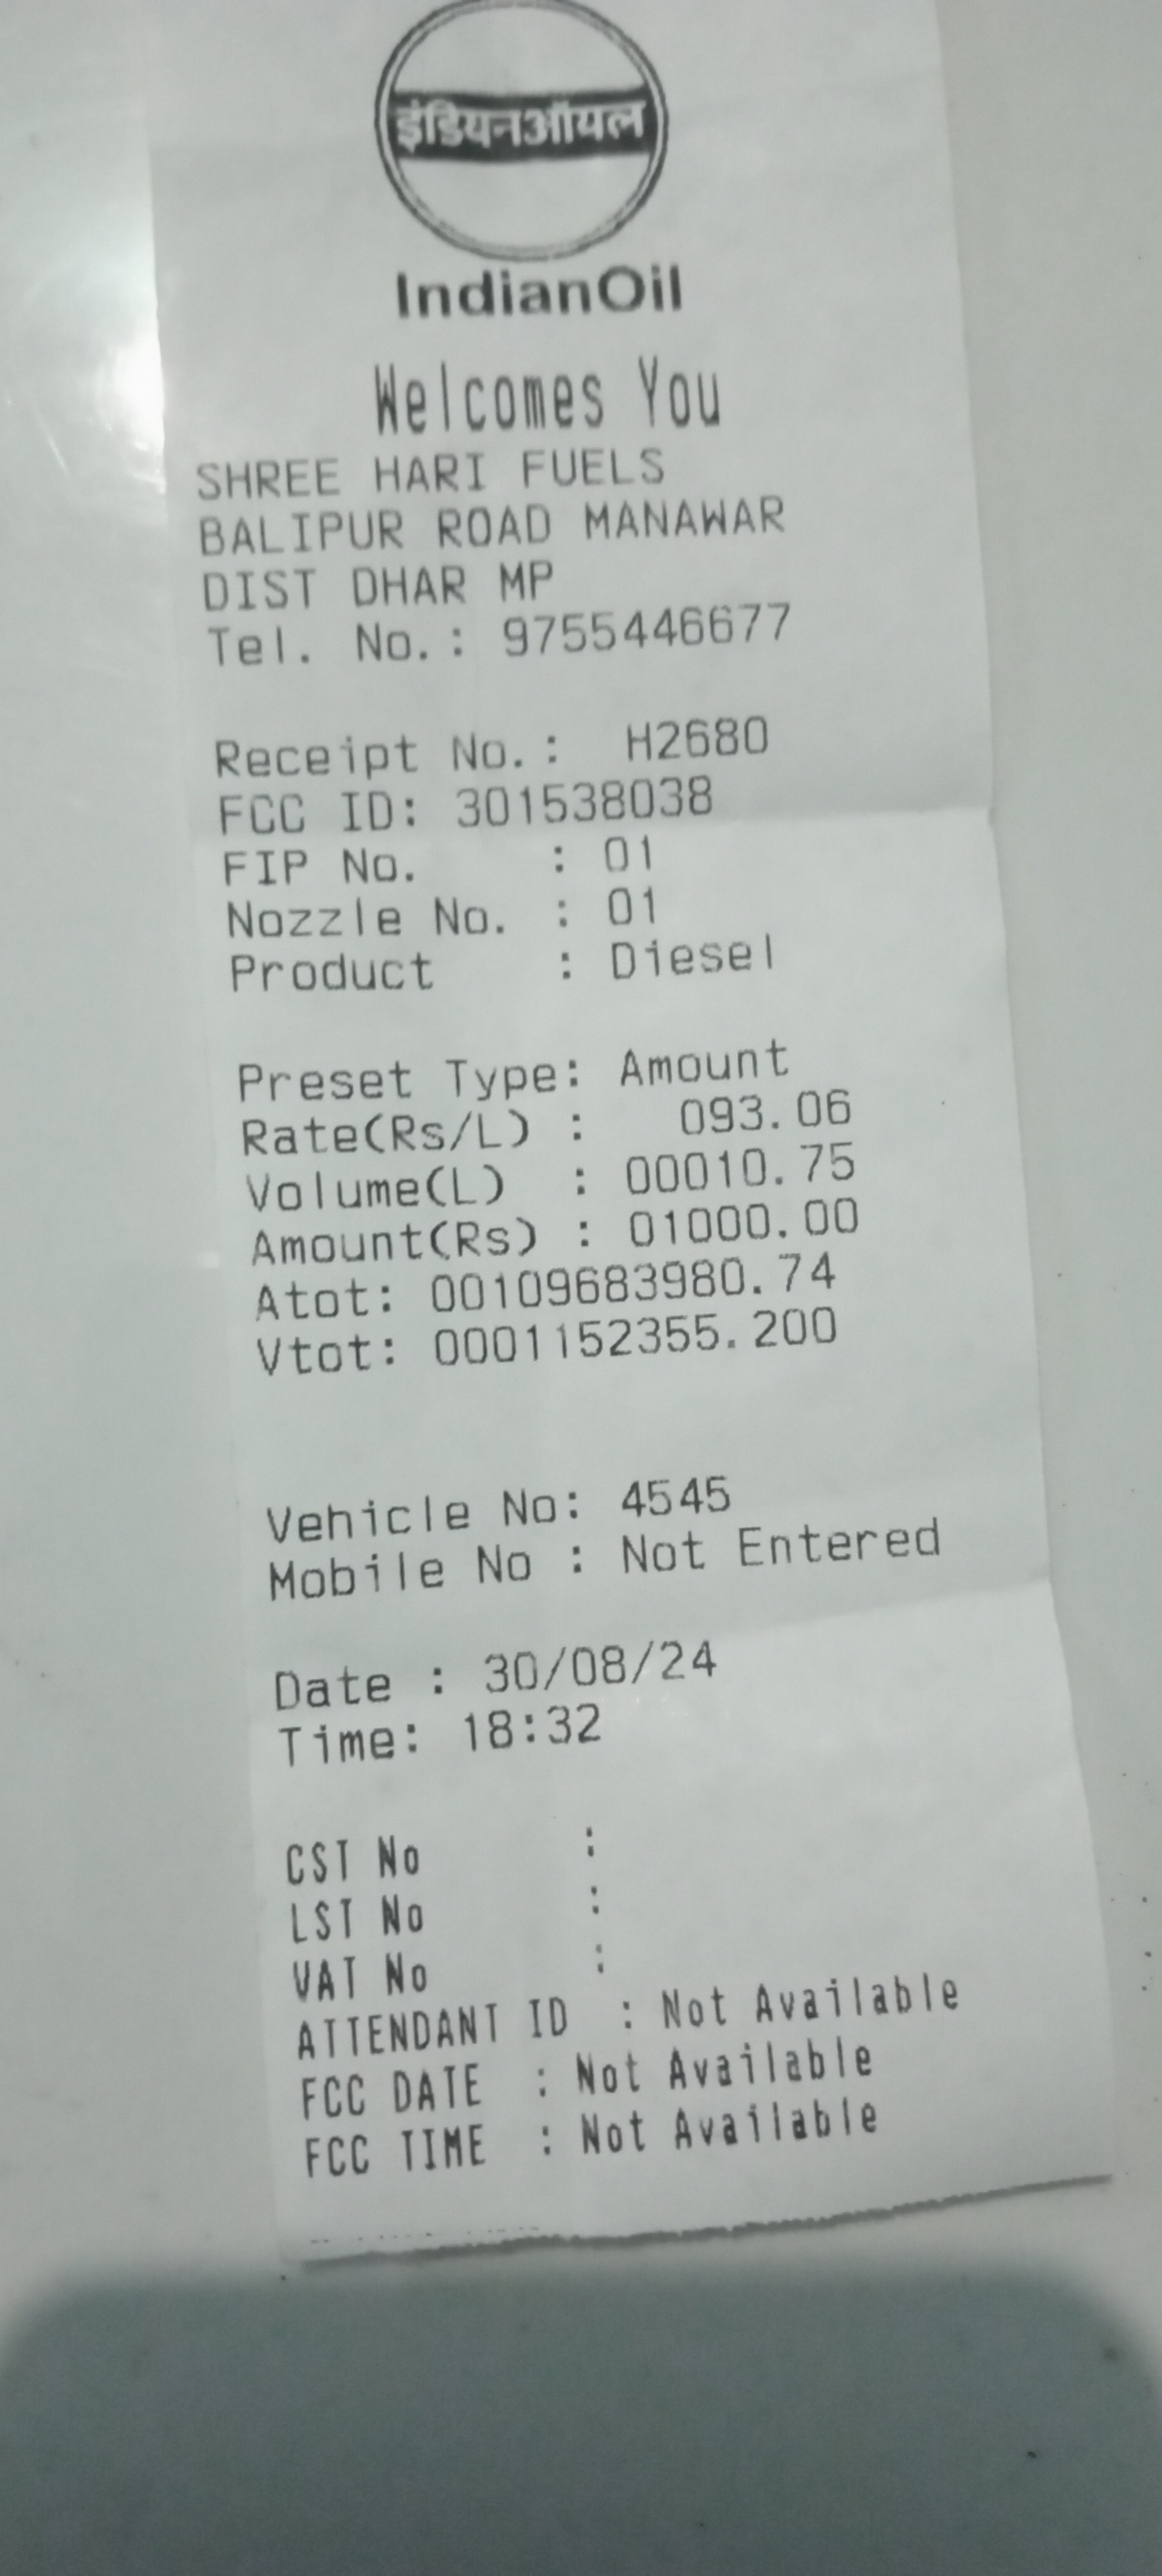 इंडियनऑयल
IndianOil
Welcomes You
SHREE HARI FUELS
BALIPUR ROAD MANAWAR
DIST DHAR MP
Tel. No.: 9755446677
Receipt No.: H2680
FCC ID: 301538038
FIP No. : 01
Nozzle No. : 01
Product : Diesel
Preset Type: Amount
Rate(Rs/L) : 093.06
Volume(L) : 00010.75
Amount(Rs) : 01000.00
Atot: 00109683980.74
Vtot: 0001152355.200
Vehicle No: 4545
Mobile No : Not Entered
Date : 30/08/24
Time: 18:32
CST No :
LST No :
VAT No :
ATTENDANT ID : Not Available
FCC DATE : Not Available
FCC TIME : Not Available